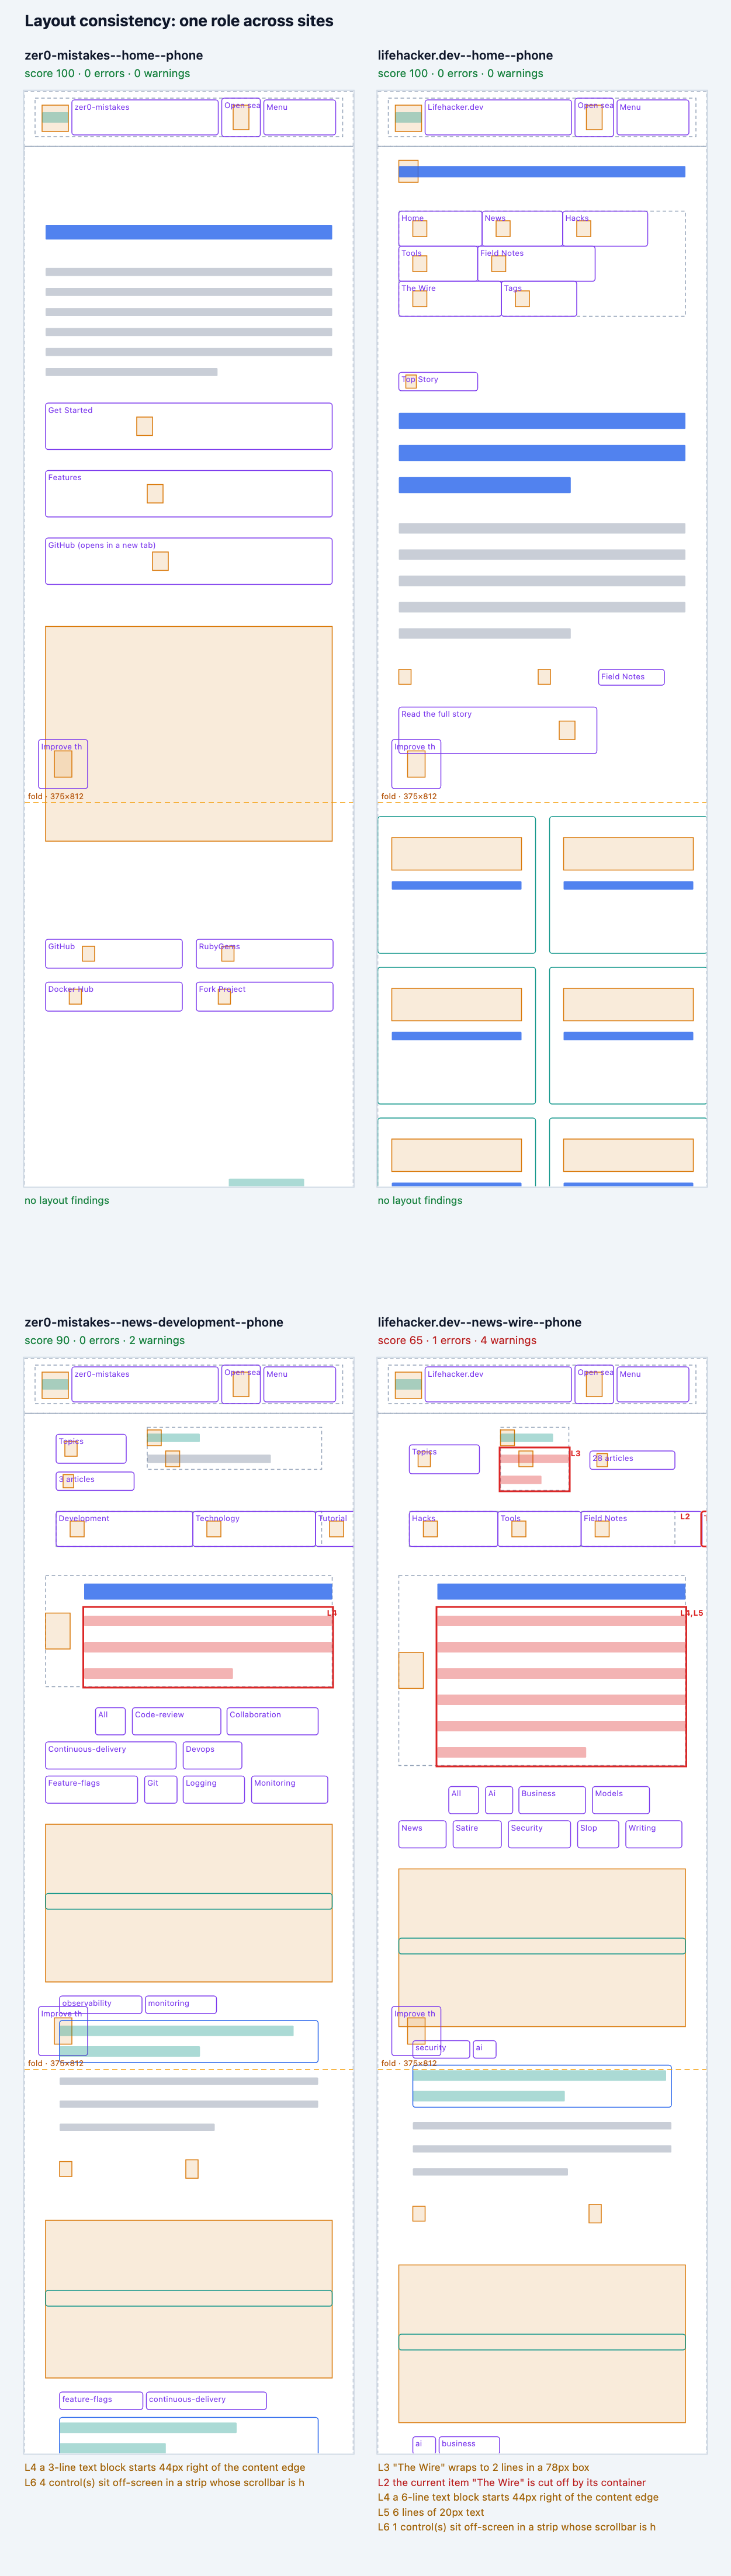 Layout consistency: one role across sites
zer0-mistakes--home--phone
score 100 · 0 errors · 0 warnings
zer0-mistakes
Open sea
Menu
Get Started
Features
GitHub (opens in a new tab)
Improve th
fold · 375×812
GitHub
RubyGems
Docker Hub
Fork Project
no layout findings
lifehacker.dev--home--phone
score 100 · 0 errors · 0 warnings
Lifehacker.dev
Open sea
Menu
Home
News
Hacks
Tools
Field Notes
The Wire
Tags
Top Story
Field Notes
Read the full story
Improve th
fold · 375×812
no layout findings
zer0-mistakes--news-development--phone
score 90 · 0 errors · 2 warnings
zer0-mistakes
Open sea
Menu
Topics
3 articles
Development
Technology
Tutorial
L4
All
Code-review
Collaboration
Continuous-delivery
Devops
Feature-flags
Git
Logging
Monitoring
observability
monitoring
Improve th
fold · 375×812
feature-flags
continuous-delivery
L4 a 3-line text block starts 44px right of the content edge
L6 4 control(s) sit off-screen in a strip whose scrollbar is h
lifehacker.dev--news-wire--phone
score 65 · 1 errors · 4 warnings
Lifehacker.dev
Open sea
Menu
Topics
L3
28 articles
Hacks
Tools
Field Notes
L2
L4,L5
All
Ai
Business
Models
News
Satire
Security
Slop
Writing
Improve th
security
ai
fold · 375×812
ai
business
L3 "The Wire" wraps to 2 lines in a 78px box
L2 the current item "The Wire" is cut off by its container
L4 a 6-line text block starts 44px right of the content edge
L5 6 lines of 20px text
L6 1 control(s) sit off-screen in a strip whose scrollbar is h